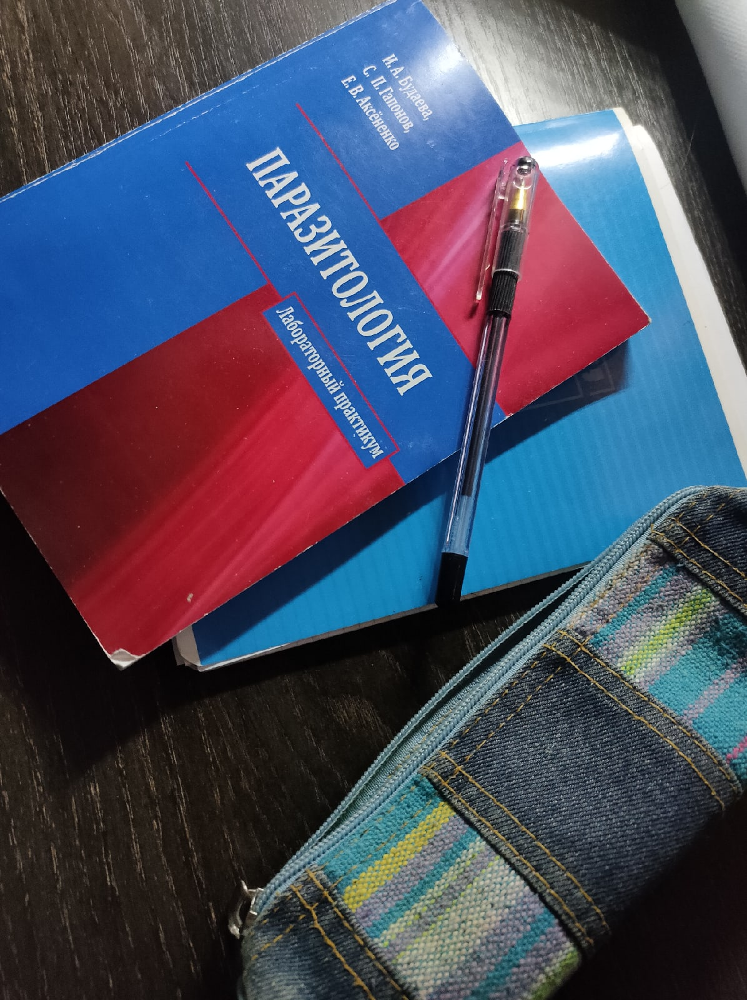 И. А. Будаева,
С. П. Гапонов,
Е. В. Аксёненко
ПАРАЗИТОЛОГИЯ
Лабораторный практикум